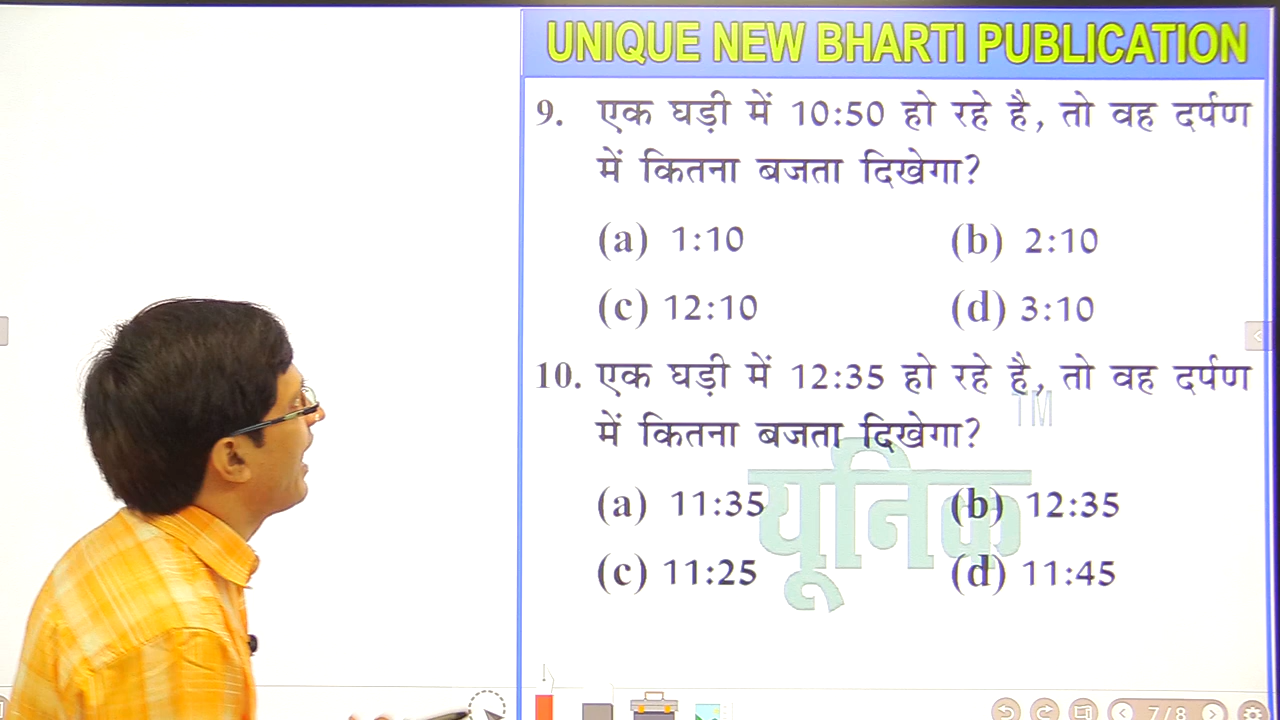 UNIQUE NEW BHARTI PUBLICATION
9. एक घड़ी में 10:50 हो रहे है, तो वह दर्पण
में कितना बजता दिखेगा?
(a) 1:10 (b) 2:10
(c) 12:10 (d) 3:10
10. एक घड़ी में 12:35 हो रहे है, तो वह दर्पण
में कितना बजता दिखेगा?
TM
यूनिक
(a) 11:35 (b) 12:35
(c) 11:25 (d) 11:45
7/8